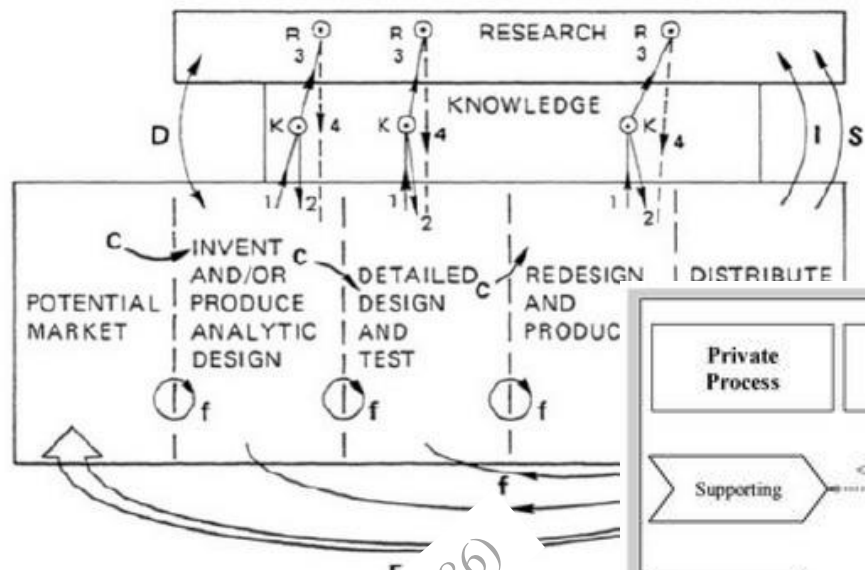 R
R
RESEARCH
R
3
3
3
KNOWLEDGE
D
K
4
K
4
K
4
I
S
1
2
1
2
1
2
C
C
C
POTENTIAL
MARKET
INVENT
AND/OR
PRODUCE
ANALYTIC
DESIGN
DETAILED
DESIGN
AND
TEST
REDESIGN
AND
DISTRIBUTE
f
f
f
f
Private
Process
Supporting